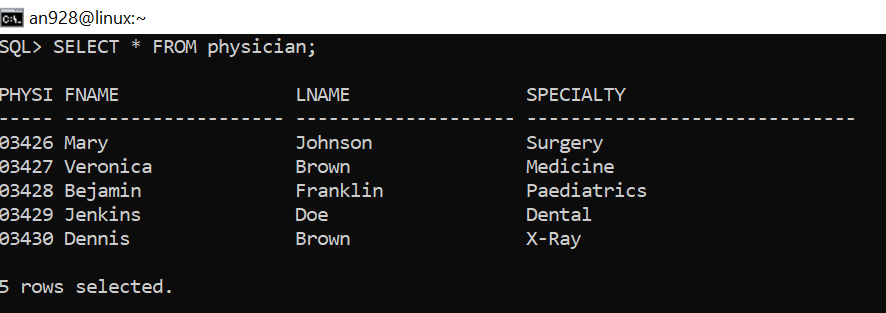 an928@linux:~
SQL> SELECT * FROM physician;
PHYSI FNAME                LNAME                SPECIALTY
----- -------------------- -------------------- ------------------------------
03426 Mary                 Johnson              Surgery
03427 Veronica             Brown                Medicine
03428 Bejamin              Franklin             Paediatrics
03429 Jenkins              Doe                  Dental
03430 Dennis               Brown                X-Ray
5 rows selected.